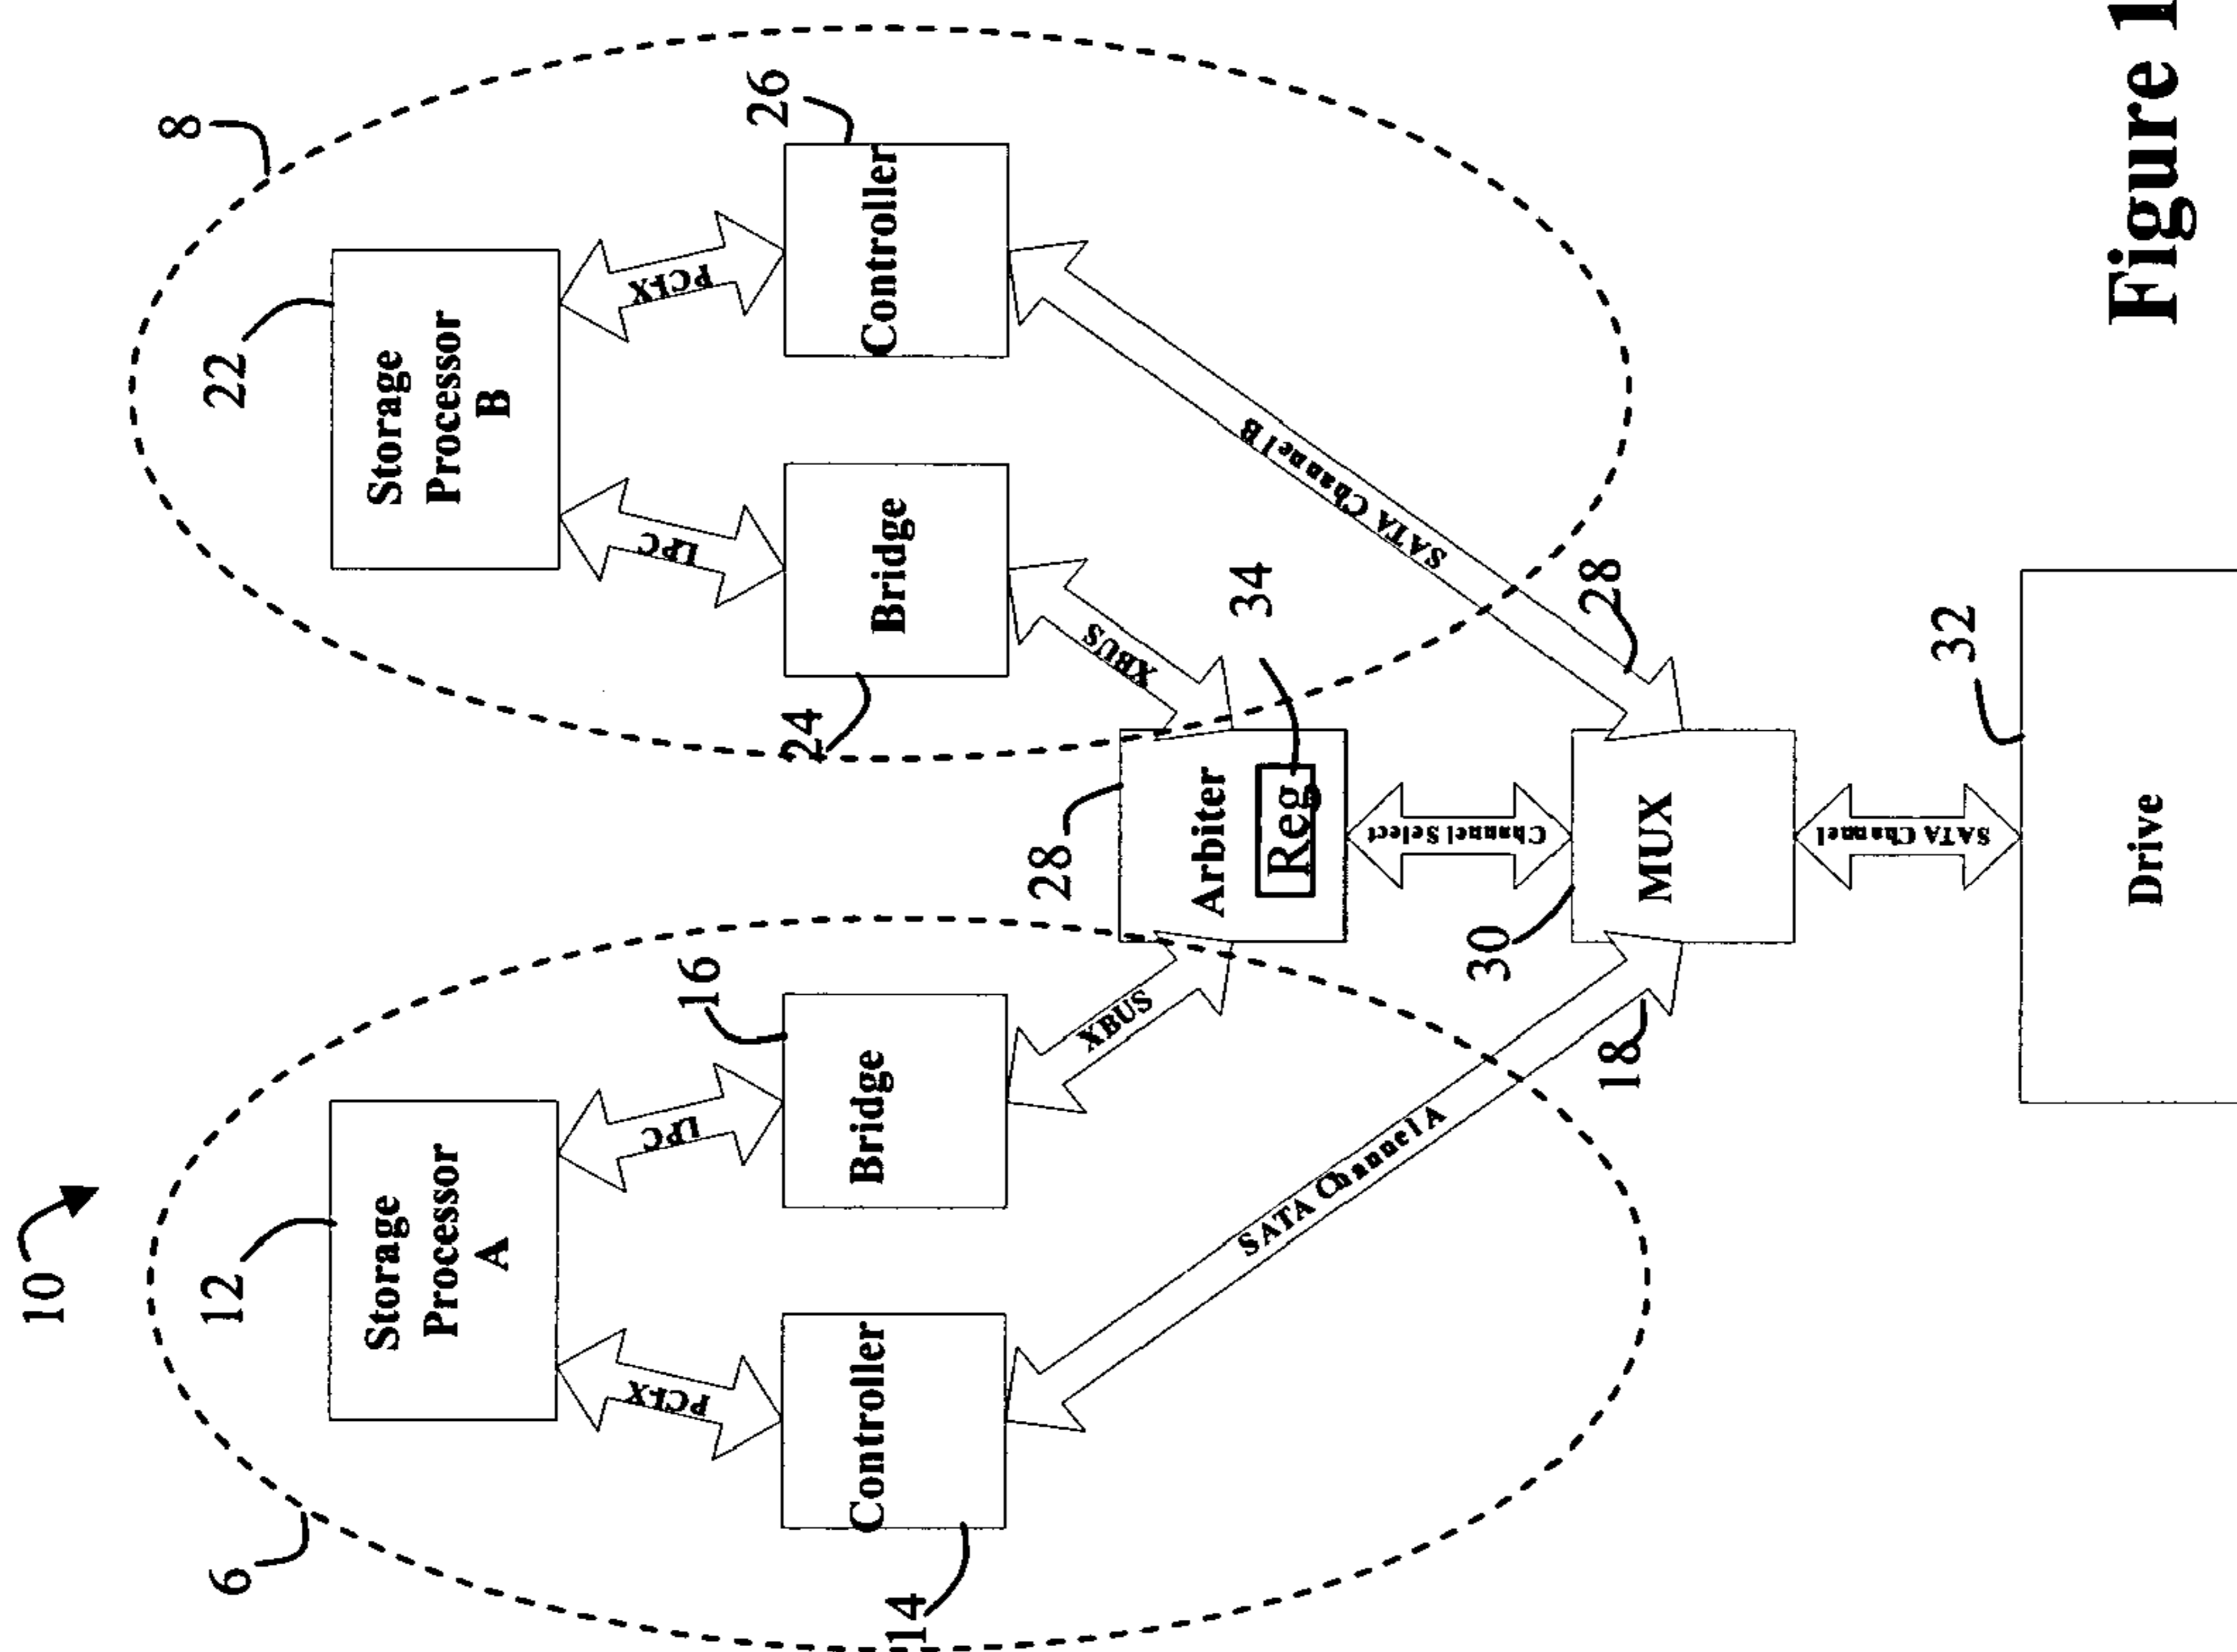 10
6
8
12
22
Storage
Processor
A
Storage
Processor
B
PCI-X
LPC
LPC
PCI-X
14
16
24
26
Controller
Bridge
Bridge
Controller
XBUS
XBUS
28
34
Arbiter
Reg
SATA Channel A
SATA Channel B
Channel Select
30
18
28
MUX
SATA Channel
32
Drive
Figure 1